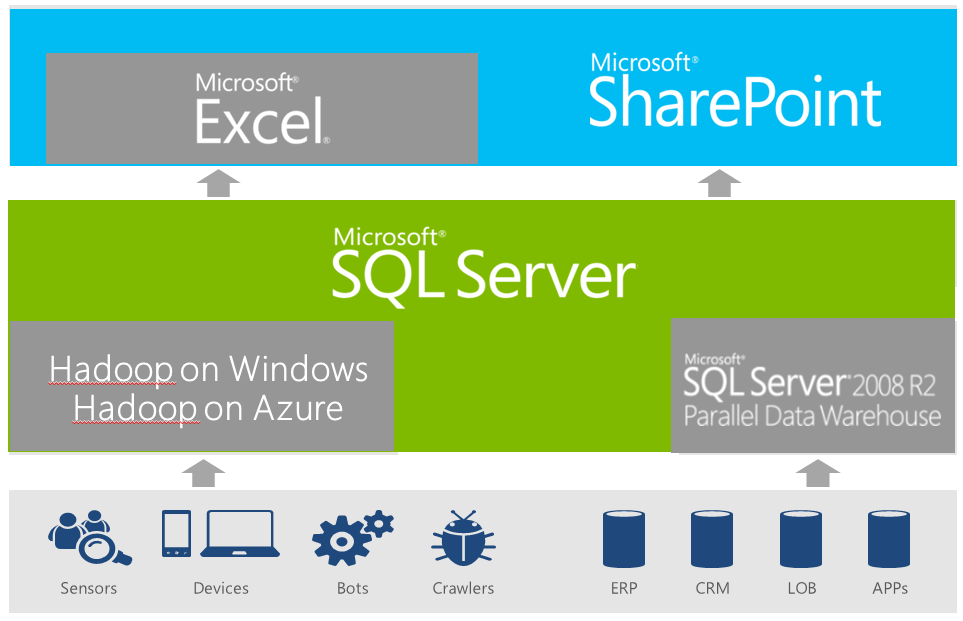 Microsoft®
Excel®
Microsoft®
SharePoint
Microsoft®
SQL Server
Hadoop on Windows
Hadoop on Azure
Microsoft®
SQL Server® 2008 R2
Parallel Data Warehouse
Sensors
Devices
Bots
Crawlers
ERP
CRM
LOB
APPs